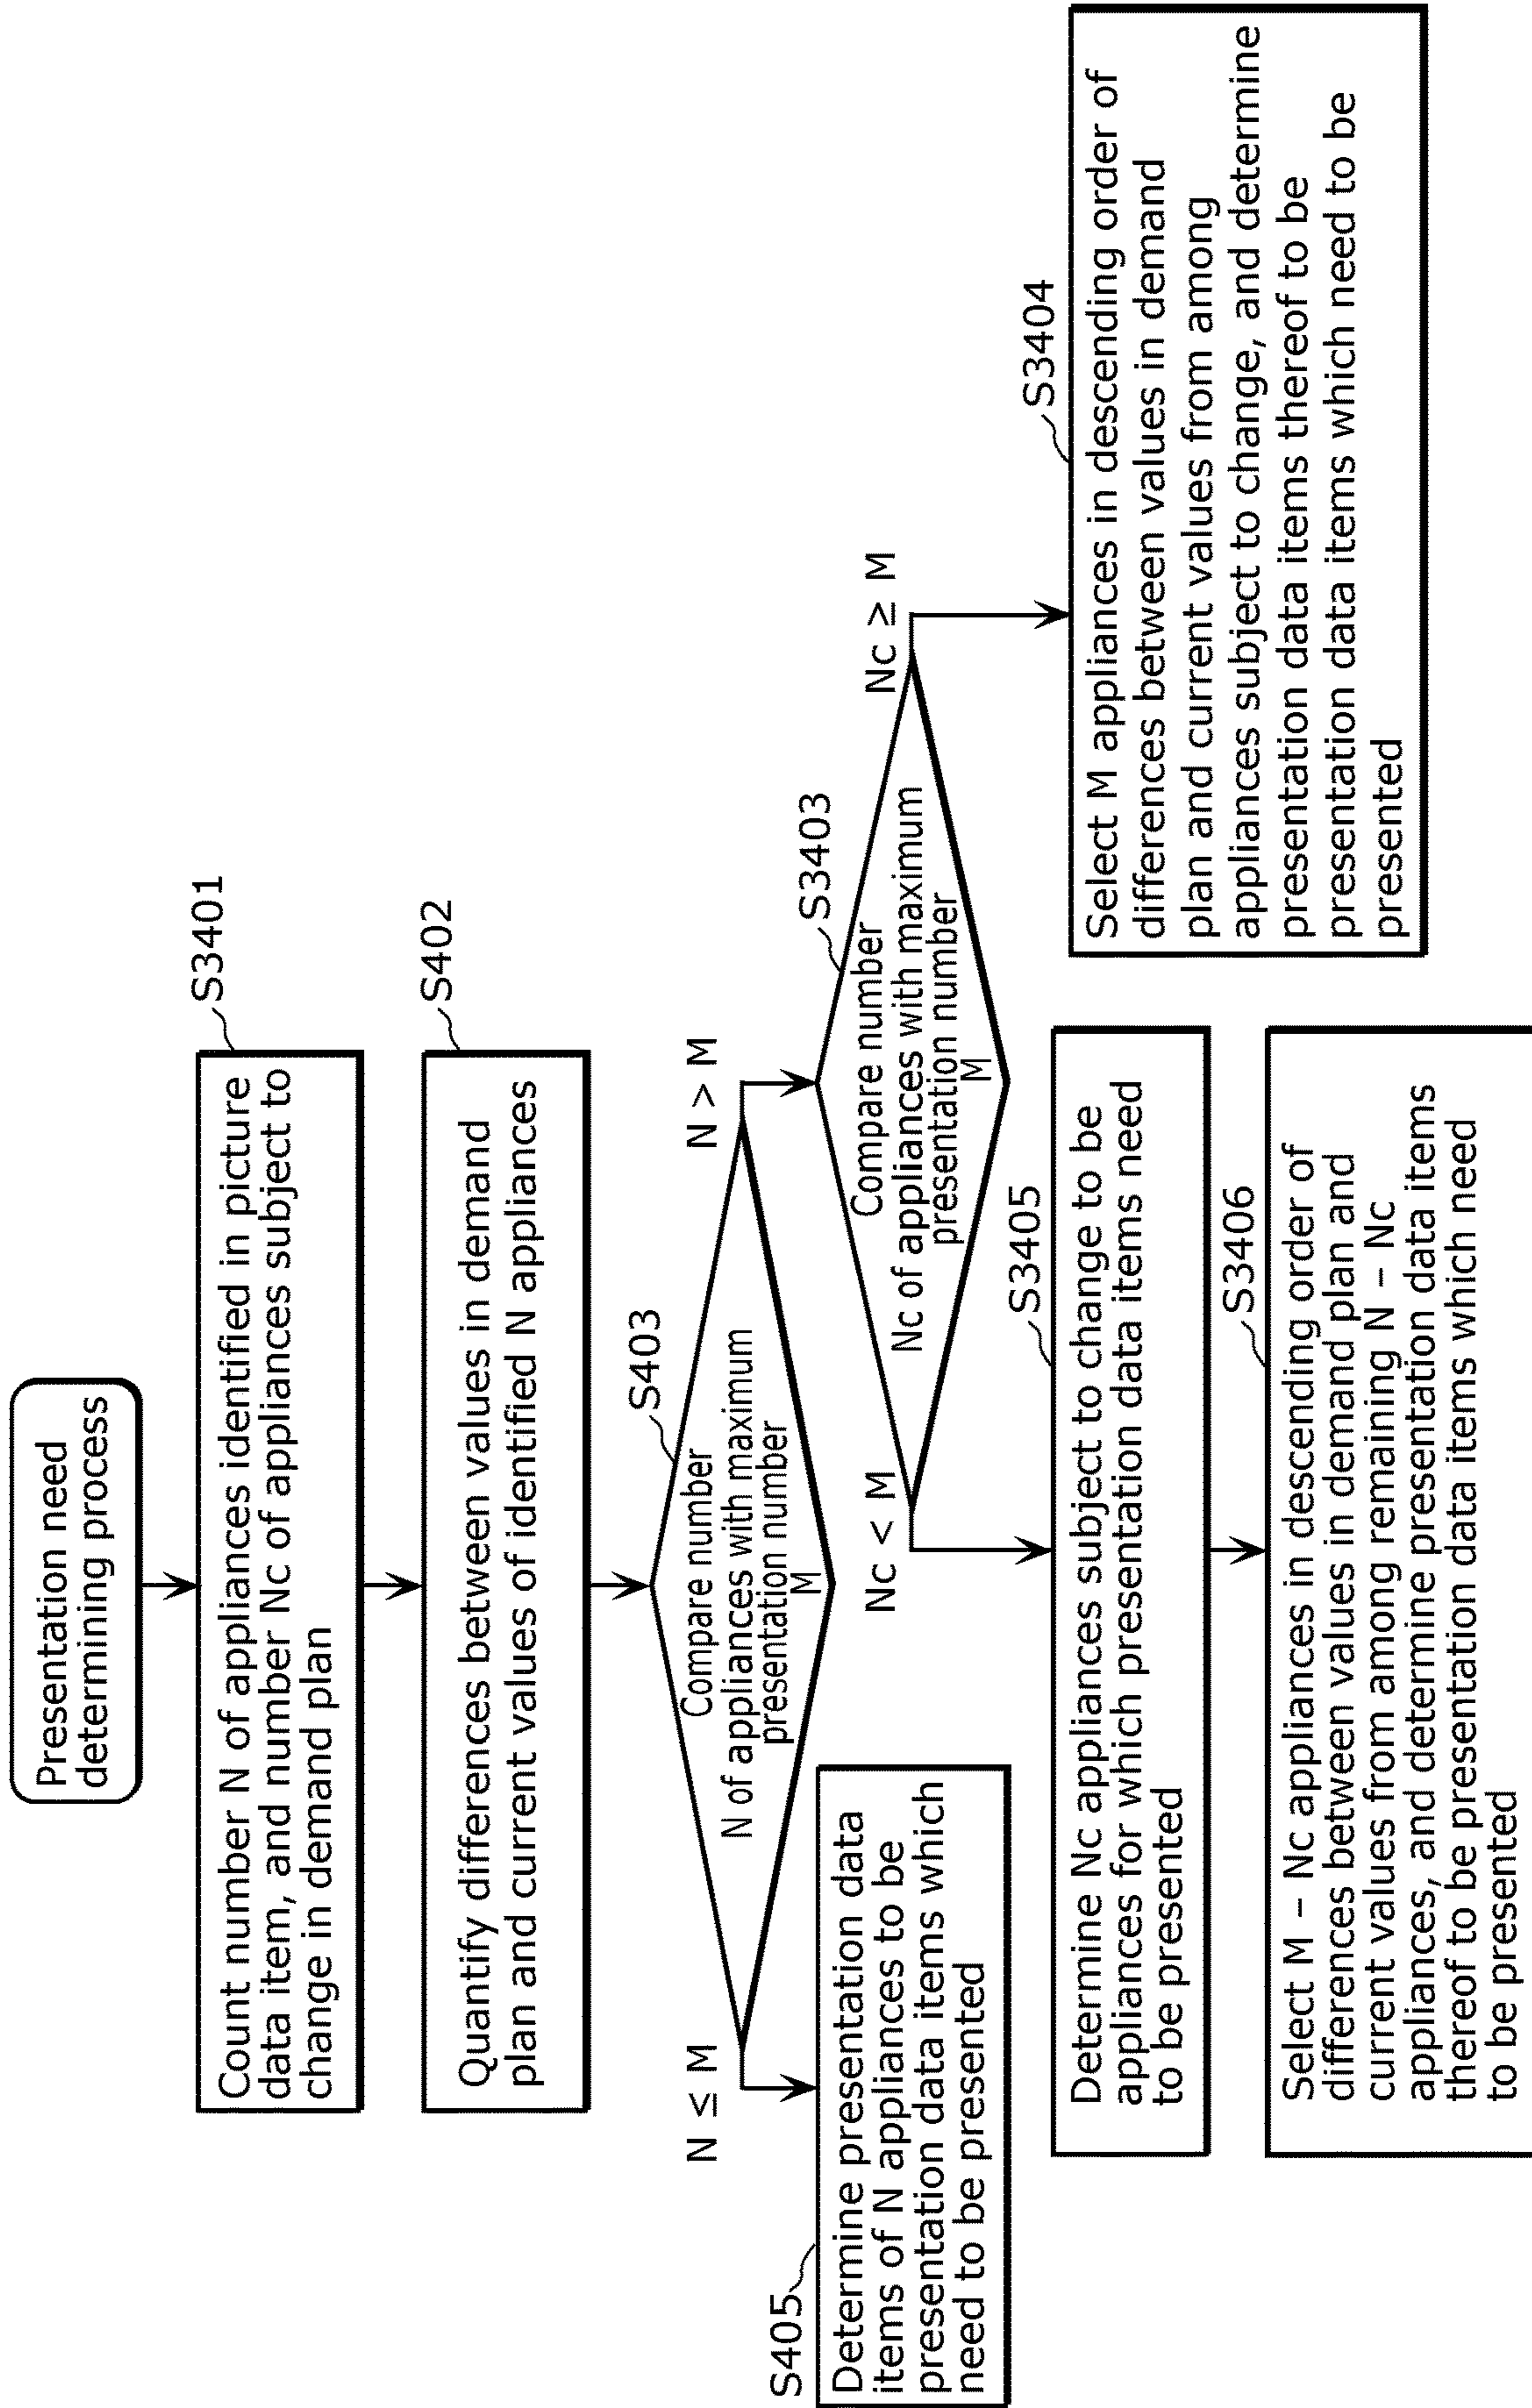 Presentation need
determining process
S3401
Count number N of appliances identified in picture
data item, and number Nc of appliances subject to
change in demand plan
S402
Quantify differences between values in demand
plan and current values of identified N appliances
S403
Compare number
N of appliances with maximum
presentation number
M
N ≤ M
N > M
S405
Determine presentation data
items of N appliances to be
presentation data items which
need to be presented
S3403
Compare number
Nc of appliances with maximum
presentation number
M
Nc < M
Nc ≥ M
S3405
Determine Nc appliances subject to change to be
appliances for which presentation data items need
to be presented
S3404
Select M appliances in descending order of
differences between values in demand
plan and current values from among
appliances subject to change, and determine
presentation data items thereof to be
presentation data items which need to be
presented
S3406
Select M – Nc appliances in descending order of
differences between values in demand plan and
current values from among remaining N – Nc
appliances, and determine presentation data items
thereof to be presentation data items which need
to be presented